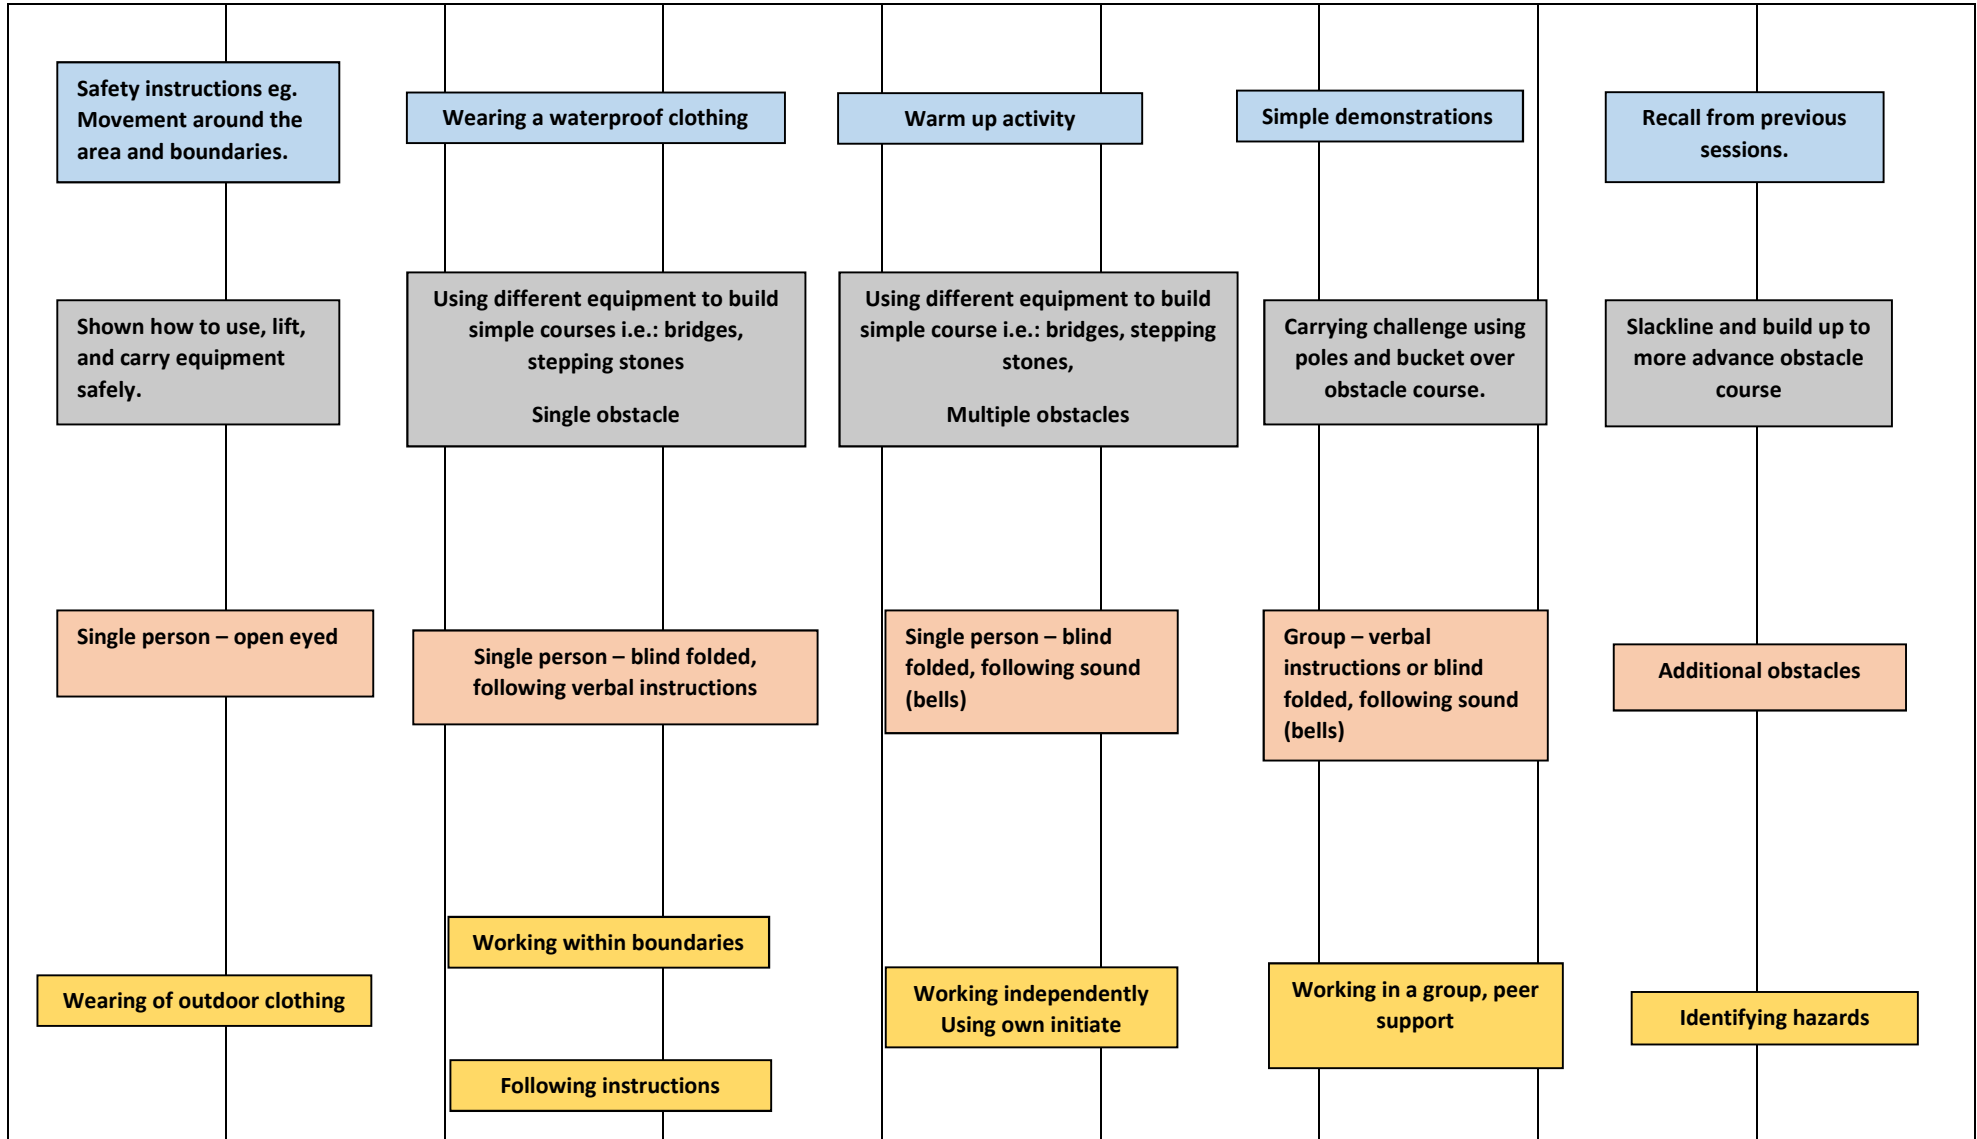 Safety instructions eg.
Movement around the
area and boundaries.
Wearing a waterproof clothing
Warm up activity
Simple demonstrations
Recall from previous
sessions.
Shown how to use, lift,
and carry equipment
safely.
Using different equipment to build
simple courses i.e.: bridges,
stepping stones
Single obstacle
Using different equipment to build
simple course i.e.: bridges, stepping
stones,
Multiple obstacles
Carrying challenge using
poles and bucket over
obstacle course.
Slackline and build up to
more advance obstacle
course
Single person – open eyed
Single person – blind folded,
following verbal instructions
Single person – blind
folded, following sound
(bells)
Group – verbal
instructions or blind
folded, following sound
(bells)
Additional obstacles
Wearing of outdoor clothing
Working within boundaries
Following instructions
Working independently
Using own initiate
Working in a group, peer
support
Identifying hazards